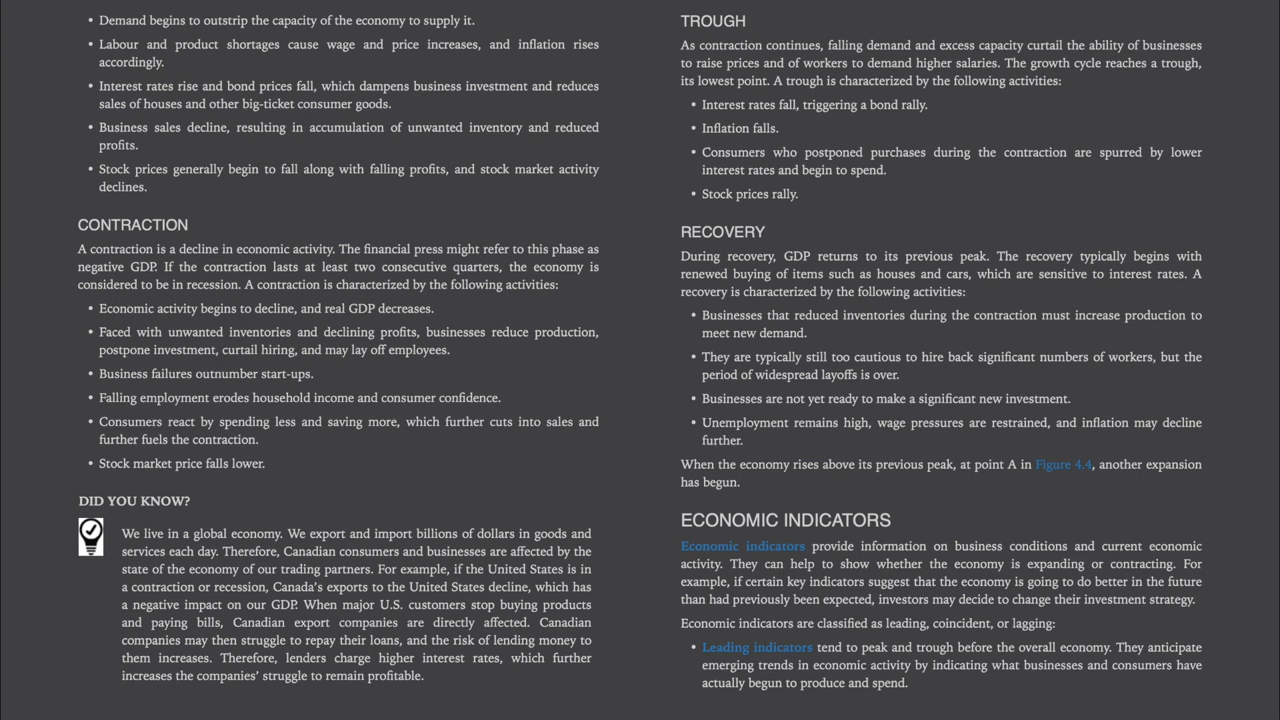 • Demand begins to outstrip the capacity of the economy to supply it.
• Labour and product shortages cause wage and price increases, and inflation rises
accordingly.
• Interest rates rise and bond prices fall, which dampens business investment and reduces
sales of houses and other big-ticket consumer goods.
• Business sales decline, resulting in accumulation of unwanted inventory and reduced
profits.
• Stock prices generally begin to fall along with falling profits, and stock market activity
declines.
CONTRACTION
A contraction is a decline in economic activity. The financial press might refer to this phase as
negative GDP. If the contraction lasts at least two consecutive quarters, the economy is
considered to be in recession. A contraction is characterized by the following activities:
• Economic activity begins to decline, and real GDP decreases.
• Faced with unwanted inventories and declining profits, businesses reduce production,
postpone investment, curtail hiring, and may lay off employees.
• Business failures outnumber start-ups.
• Falling employment erodes household income and consumer confidence.
• Consumers react by spending less and saving more, which further cuts into sales and
further fuels the contraction.
• Stock market price falls lower.
DID YOU KNOW?
We live in a global economy. We export and import billions of dollars in goods and
services each day. Therefore, Canadian consumers and businesses are affected by the
state of the economy of our trading partners. For example, if the United States is in
a contraction or recession, Canada's exports to the United States decline, which has
a negative impact on our GDP. When major U.S. customers stop buying products
and paying bills, Canadian export companies are directly affected. Canadian
companies may then struggle to repay their loans, and the risk of lending money to
them increases. Therefore, lenders charge higher interest rates, which further
increases the companies' struggle to remain profitable.
TROUGH
As contraction continues, falling demand and excess capacity curtail the ability of businesses
to raise prices and of workers to demand higher salaries. The growth cycle reaches a trough,
its lowest point. A trough is characterized by the following activities:
• Interest rates fall, triggering a bond rally.
• Inflation falls.
• Consumers who postponed purchases during the contraction are spurred by lower
interest rates and begin to spend.
• Stock prices rally.
RECOVERY
During recovery, GDP returns to its previous peak. The recovery typically begins with
renewed buying of items such as houses and cars, which are sensitive to interest rates. A
recovery is characterized by the following activities:
• Businesses that reduced inventories during the contraction must increase production to
meet new demand.
• They are typically still too cautious to hire back significant numbers of workers, but the
period of widespread layoffs is over.
• Businesses are not yet ready to make a significant new investment.
• Unemployment remains high, wage pressures are restrained, and inflation may decline
further.
When the economy rises above its previous peak, at point A in Figure 4.4, another expansion
has begun.
ECONOMIC INDICATORS
Economic indicators provide information on business conditions and current economic
activity. They can help to show whether the economy is expanding or contracting. For
example, if certain key indicators suggest that the economy is going to do better in the future
than had previously been expected, investors may decide to change their investment strategy.
Economic indicators are classified as leading, coincident, or lagging:
• Leading indicators tend to peak and trough before the overall economy. They anticipate
emerging trends in economic activity by indicating what businesses and consumers have
actually begun to produce and spend.